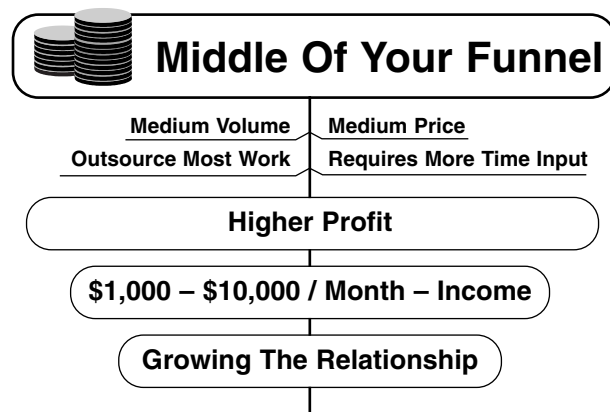 Middle Of Your Funnel
Medium Volume
Medium Price
Outsource Most Work
Requires More Time Input
Higher Profit
$1,000 – $10,000 / Month – Income
Growing The Relationship